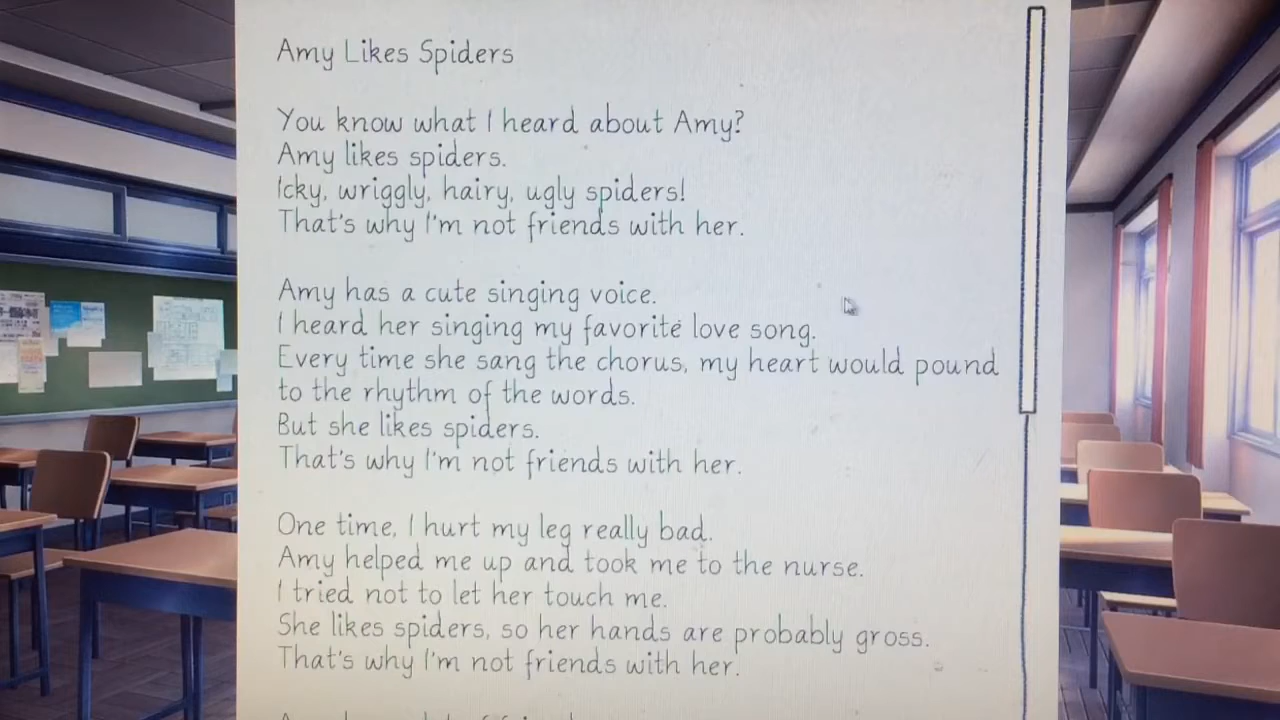 Amy Likes Spiders
You know what I heard about Amy?
Amy likes spiders.
Icky, wriggly, hairy, ugly spiders!
That's why I'm not friends with her.
Amy has a cute singing voice.
I heard her singing my favorite love song.
Every time she sang the chorus, my heart would pound
to the rhythm of the words.
But she likes spiders.
That's why I'm not friends with her.
One time, I hurt my leg really bad.
Amy helped me up and took me to the nurse.
I tried not to let her touch me.
She likes spiders, so her hands are probably gross.
That's why I'm not friends with her.